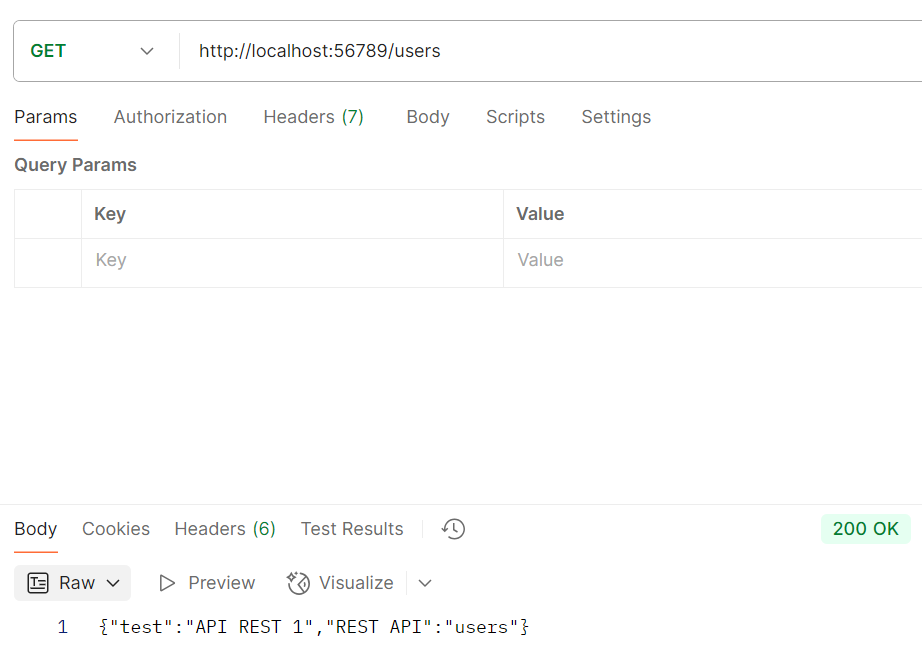 GET http://localhost:56789/users
Params Authorization Headers (7) Body Scripts Settings
Query Params
Key Value
Key Value
Body Cookies Headers (6) Test Results 200 OK
Raw Preview Visualize
1 {"test":"API REST 1","REST API":"users"}